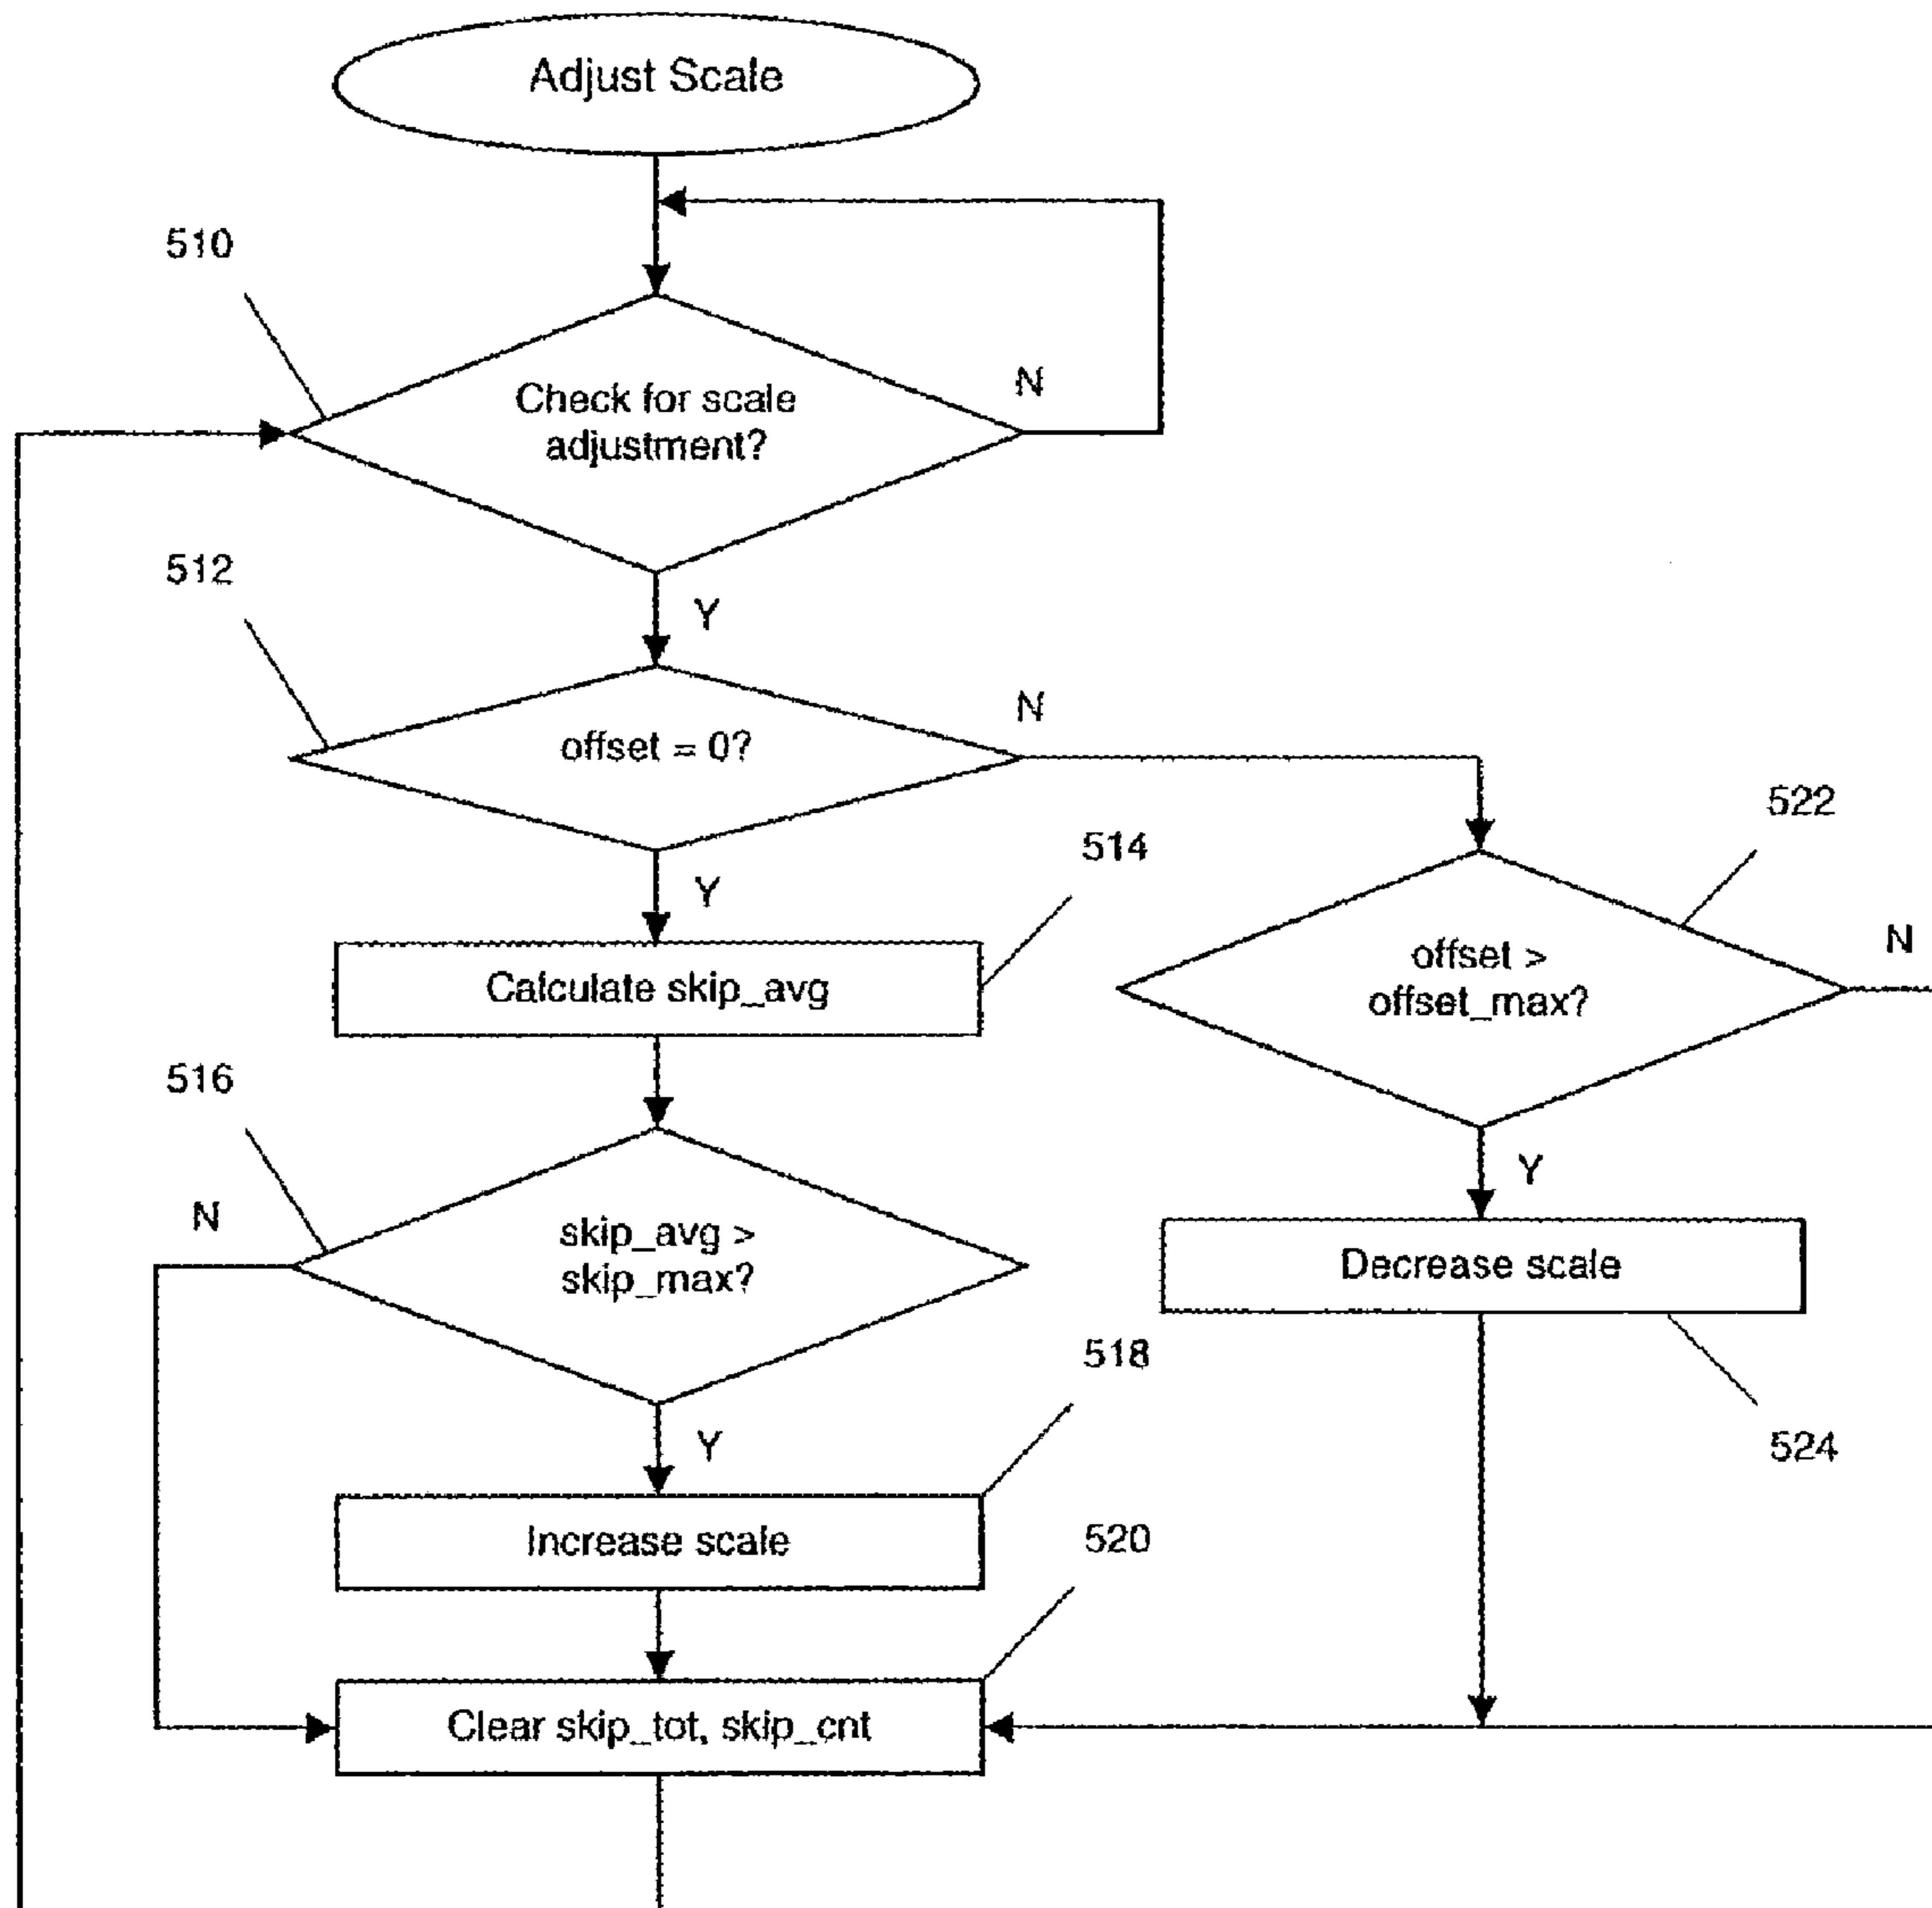 Adjust Scale
510
Check for scale
adjustment?
N
Y
512
offset = 0?
N
Y
514
Calculate skip_avg
522
offset >
offset_max?
N
Y
516
skip_avg >
skip_max?
N
Y
Decrease scale
524
518
Increase scale
520
Clear skip_tot, skip_cnt